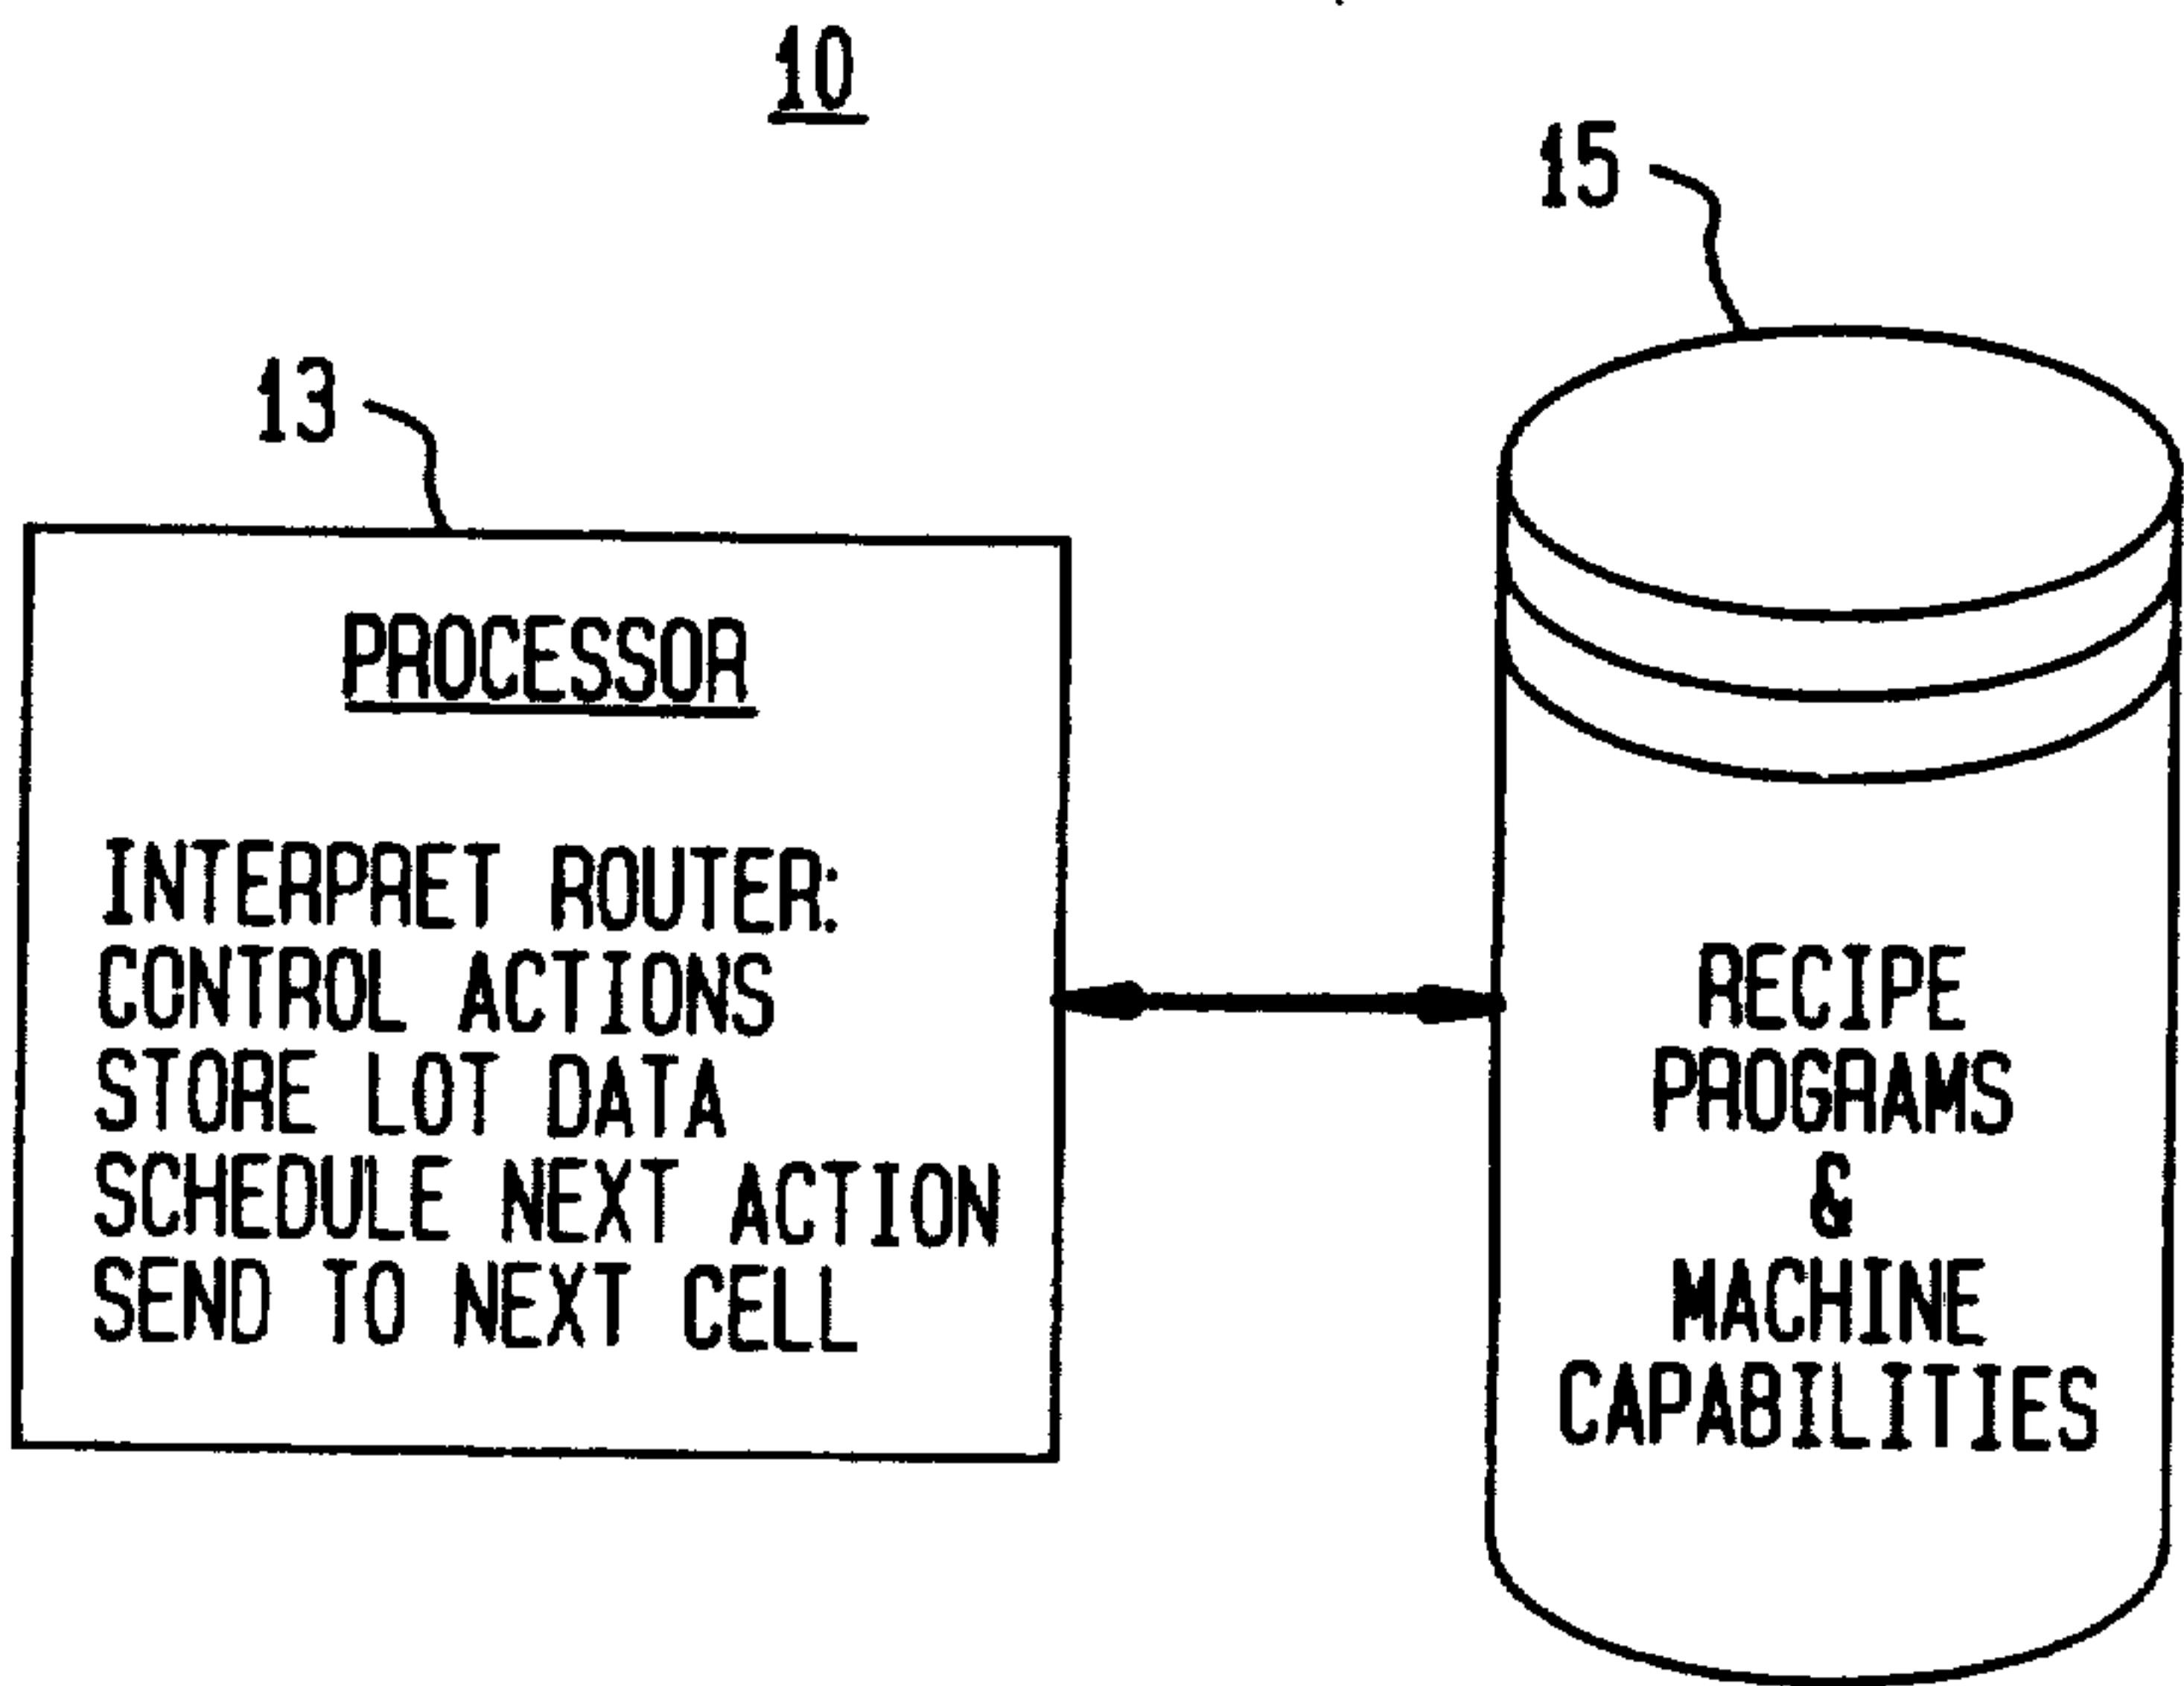 10
15
13
PROCESSOR
INTERPRET ROUTER:
CONTROL ACTIONS
STORE LOT DATA
SCHEDULE NEXT ACTION
SEND TO NEXT CELL
RECIPE
PROGRAMS
&
MACHINE
CAPABILITIES